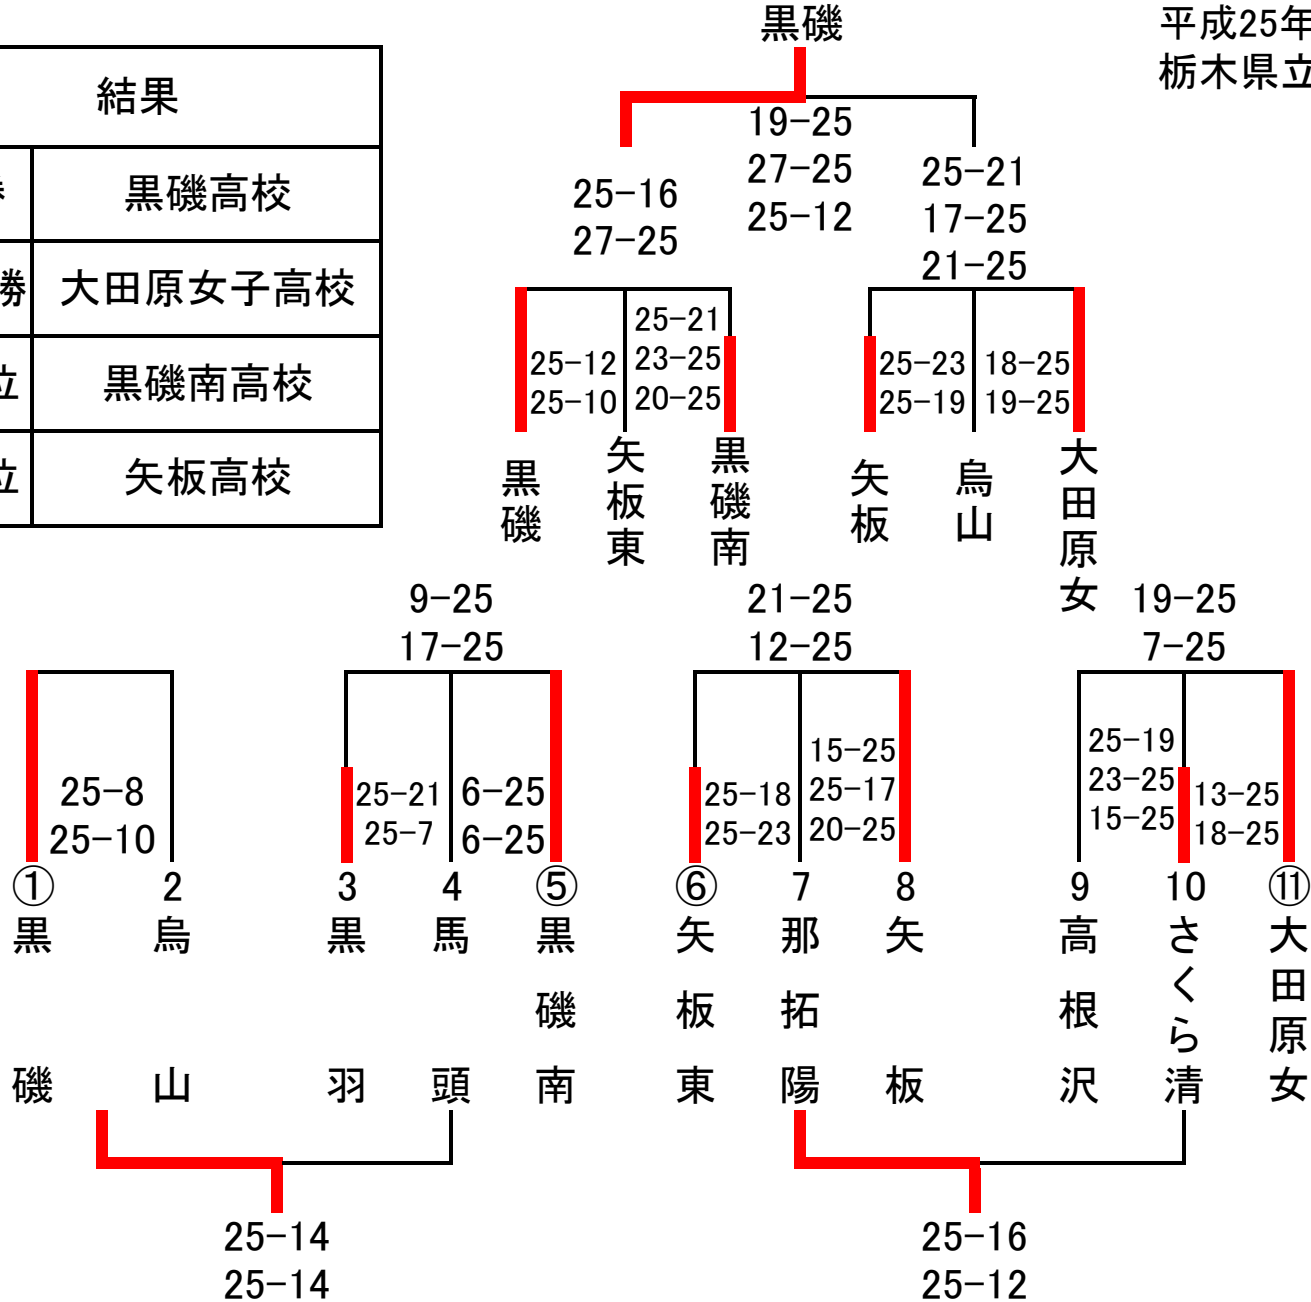 黒磯
平成25年
栃木県立
結果
黒磯高校
勝 大田原女子高校
位 黒磯南高校
位 矢板高校
19-25
27-25
25-12
25-16
27-25
25-21
17-25
21-25
25-12
25-10
25-21
23-25
20-25
25-23
25-19
18-25
19-25
黒磯
矢板東
黒磯南
矢板
烏山
大田原女
9-25
17-25
21-25
12-25
19-25
7-25
25-8
25-10
25-21
25-7
6-25
6-25
25-18
25-23
15-25
25-17
20-25
25-19
23-25
15-25
13-25
18-25
① 2 3 4 ⑤ ⑥ 7 8 9 10 ⑪
黒磯
烏山
黒羽
馬頭
黒磯南
矢板東
那拓陽
矢板
高根沢
さくら清
大田原女
25-14
25-14
25-16
25-12